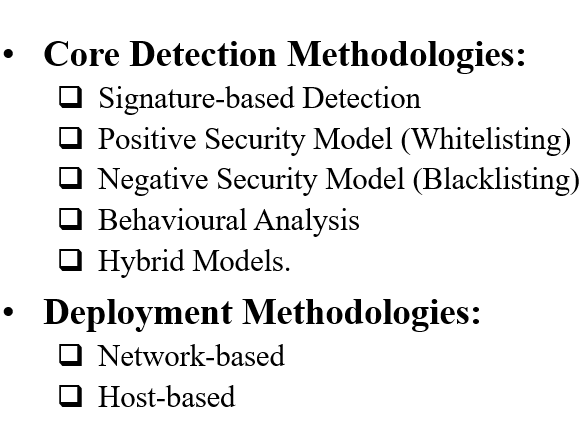 • Core Detection Methodologies:
❑ Signature-based Detection
❑ Positive Security Model (Whitelisting)
❑ Negative Security Model (Blacklisting)
❑ Behavioural Analysis
❑ Hybrid Models.
• Deployment Methodologies:
❑ Network-based
❑ Host-based